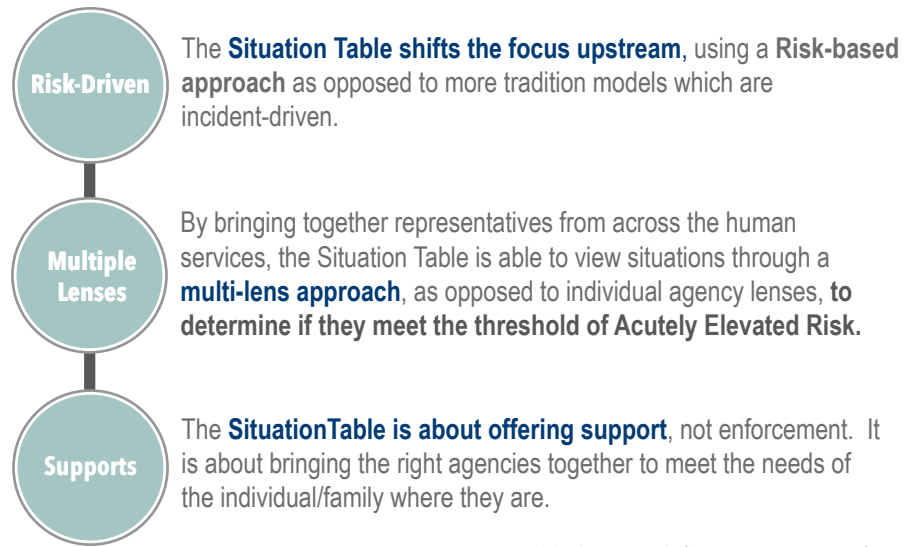 Risk-Driven
The Situation Table shifts the focus upstream, using a Risk-based
approach as opposed to more tradition models which are
incident-driven.
Multiple
Lenses
By bringing together representatives from across the human
services, the Situation Table is able to view situations through a
multi-lens approach, as opposed to individual agency lenses, to
determine if they meet the threshold of Acutely Elevated Risk.
Supports
The SituationTable is about offering support, not enforcement. It
is about bringing the right agencies together to meet the needs of
the individual/family where they are.